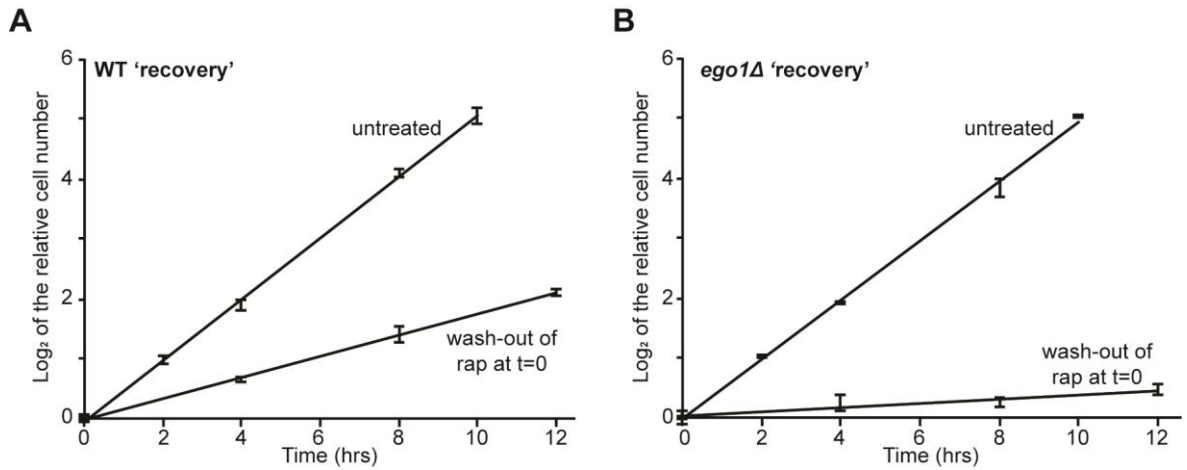 A
WT ‘recovery’
Log₂ of the relative cell number
6
4
2
0
untreated
wash-out of
rap at t=0
0 2 4 6 8 10 12
Time (hrs)
B
ego1Δ ‘recovery’
Log₂ of the relative cell number
6
4
2
0
untreated
wash-out of
rap at t=0
0 2 4 6 8 10 12
Time (hrs)